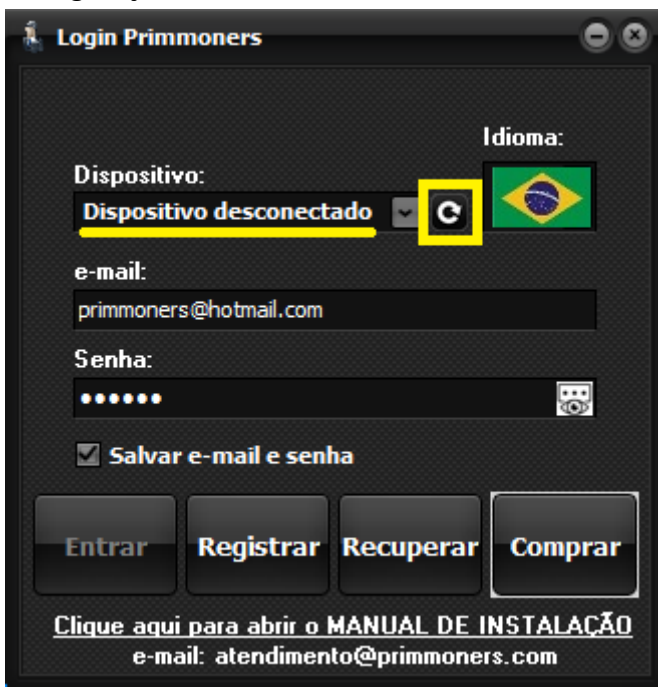 Login Primmoners
Idioma:
Dispositivo:
Dispositivo desconectado
e-mail:
primmoners@hotmail.com
Senha:
••••••
Salvar e-mail e senha
Entrar Registrar Recuperar Comprar
Clique aqui para abrir o MANUAL DE INSTALAÇÃO
e-mail: atendimento@primmoners.com